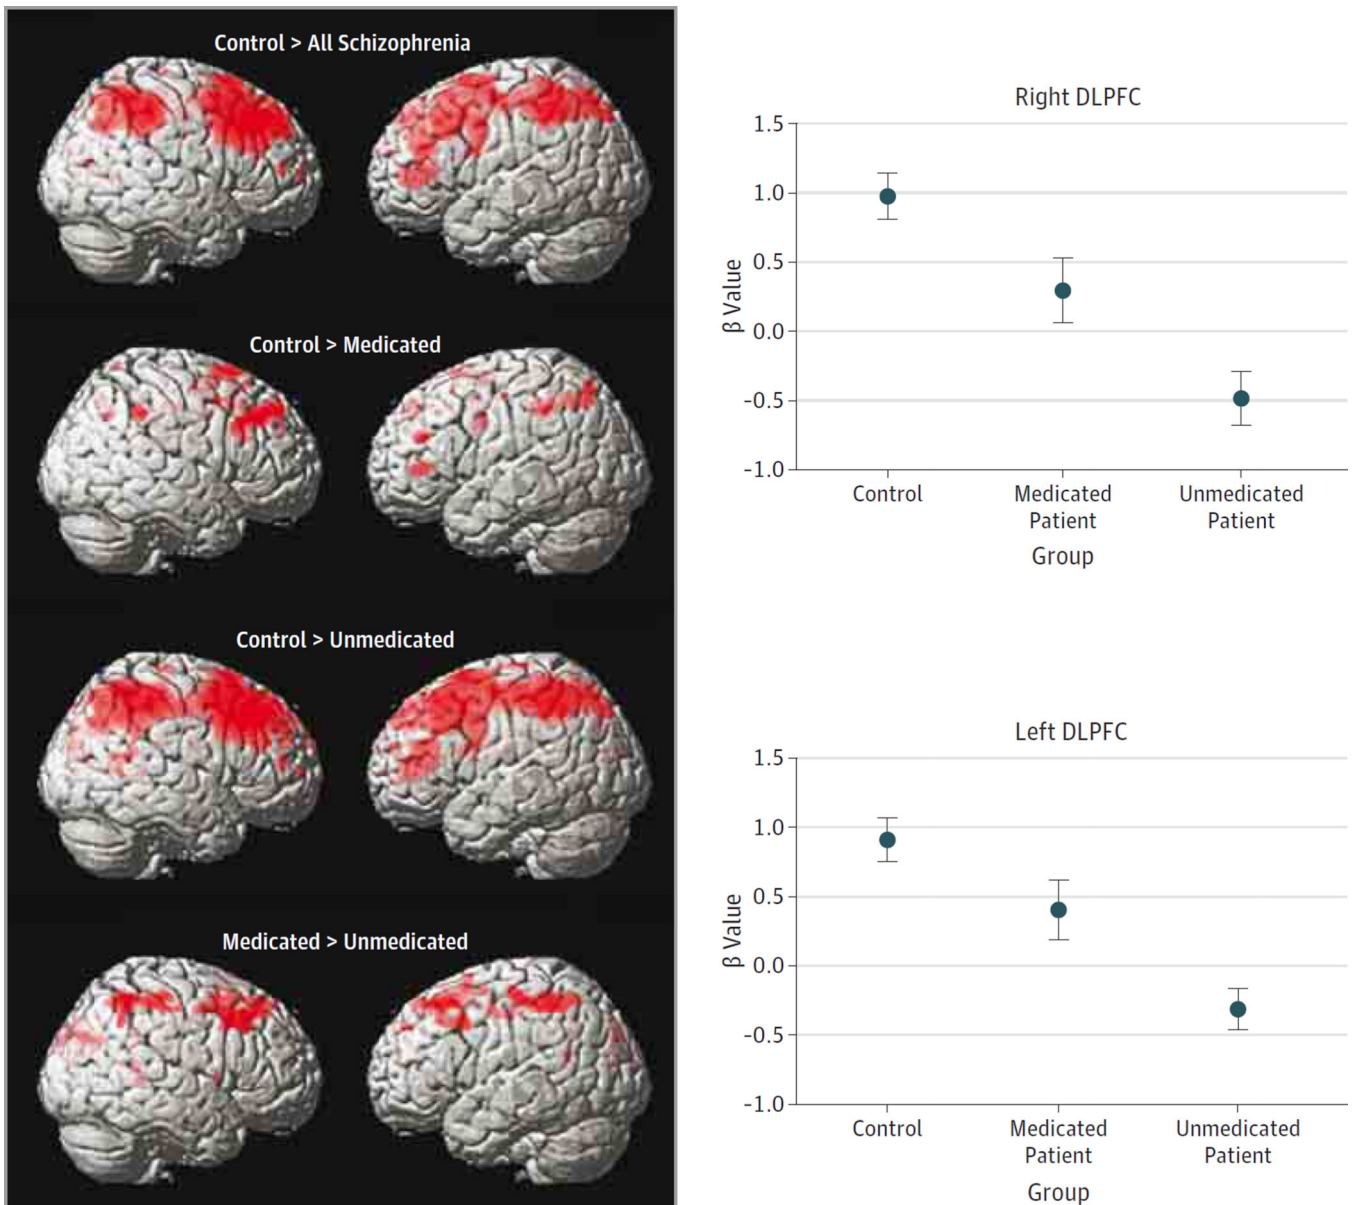 Control > All Schizophrenia
Control > Medicated
Control > Unmedicated
Medicated > Unmedicated
Right DLPFC
1.5
1.0
0.5
0.0
-0.5
-1.0
β Value
Control
Medicated
Patient
Unmedicated
Patient
Group
Left DLPFC
1.5
1.0
0.5
0.0
-0.5
-1.0
β Value
Control
Medicated
Patient
Unmedicated
Patient
Group